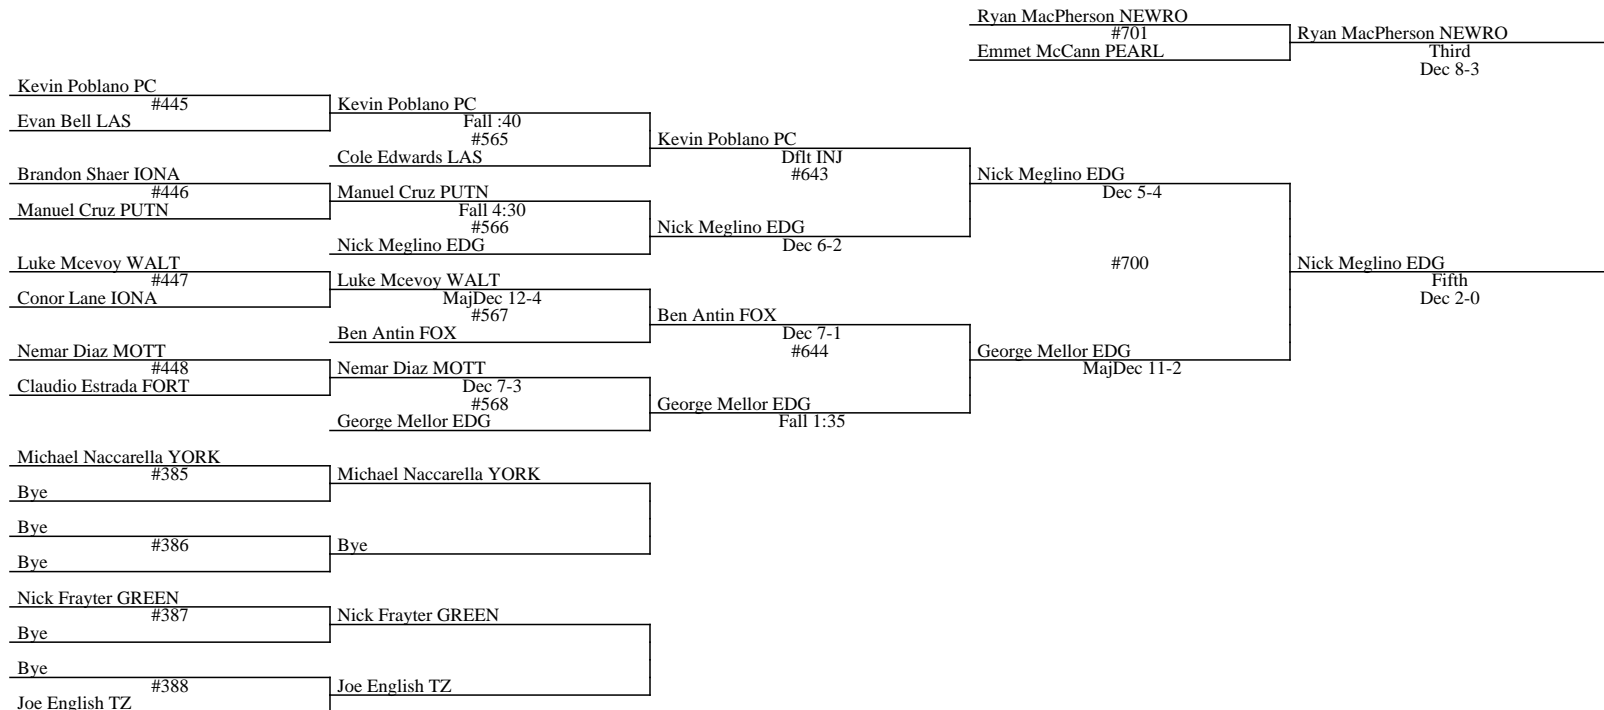 Ryan MacPherson NEWRO
#701
Emmet McCann PEARL
Ryan MacPherson NEWRO
Third
Dec 8-3
Kevin Poblano PC
#445
Evan Bell LAS
Kevin Poblano PC
Fall :40
#565
Cole Edwards LAS
Kevin Poblano PC
Dflt INJ
#643
Brandon Shaer IONA
#446
Manuel Cruz PUTN
Manuel Cruz PUTN
Fall 4:30
#566
Nick Meglino EDG
Nick Meglino EDG
Dec 6-2
Nick Meglino EDG
Dec 5-4
#700
Nick Meglino EDG
Fifth
Dec 2-0
Luke Mcevoy WALT
#447
Conor Lane IONA
Luke Mcevoy WALT
MajDec 12-4
#567
Ben Antin FOX
Ben Antin FOX
Dec 7-1
#644
Nemar Diaz MOTT
#448
Claudio Estrada FORT
Nemar Diaz MOTT
Dec 7-3
#568
George Mellor EDG
George Mellor EDG
Fall 1:35
George Mellor EDG
MajDec 11-2
Michael Naccarella YORK
#385
Bye
Michael Naccarella YORK
Bye
#386
Bye
Bye
Nick Frayter GREEN
#387
Bye
Nick Frayter GREEN
Bye
#388
Joe English TZ
Joe English TZ